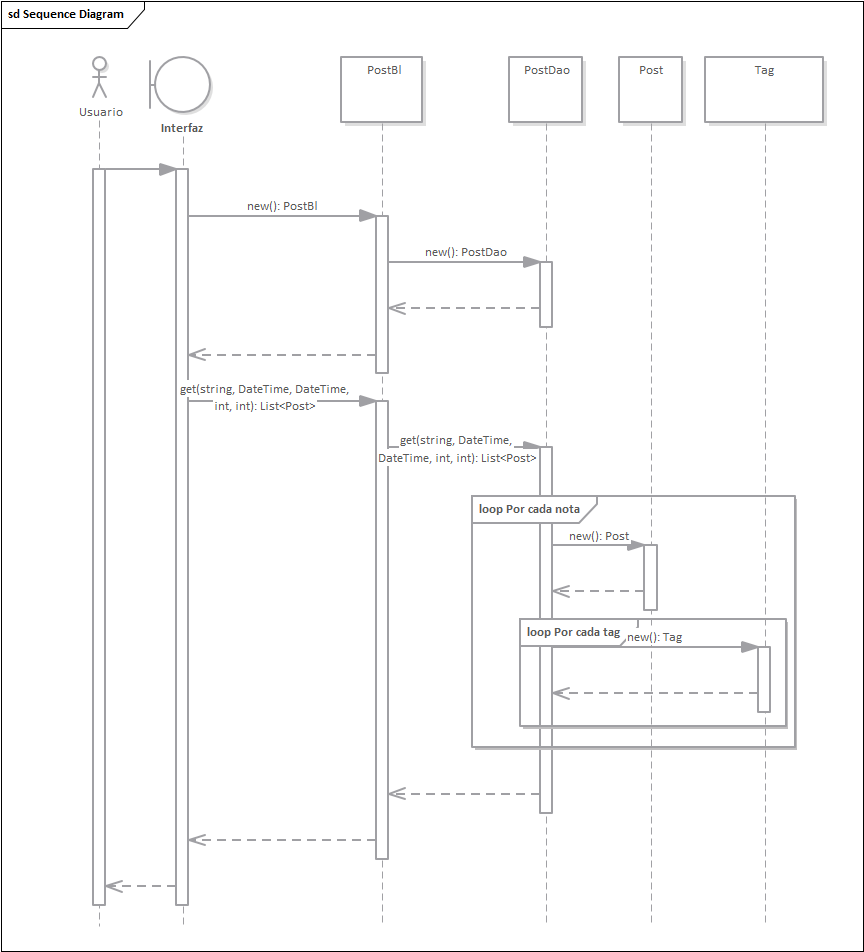 sd Sequence Diagram
PostBl
PostDao
Post
Tag
Usuario
Interfaz
new(): PostBl
new(): PostDao
get(string, DateTime, DateTime,
int, int): List<Post>
get(string, DateTime,
DateTime, int, int): List<Post>
loop Por cada nota
new(): Post
loop Por cada tag
new(): Tag